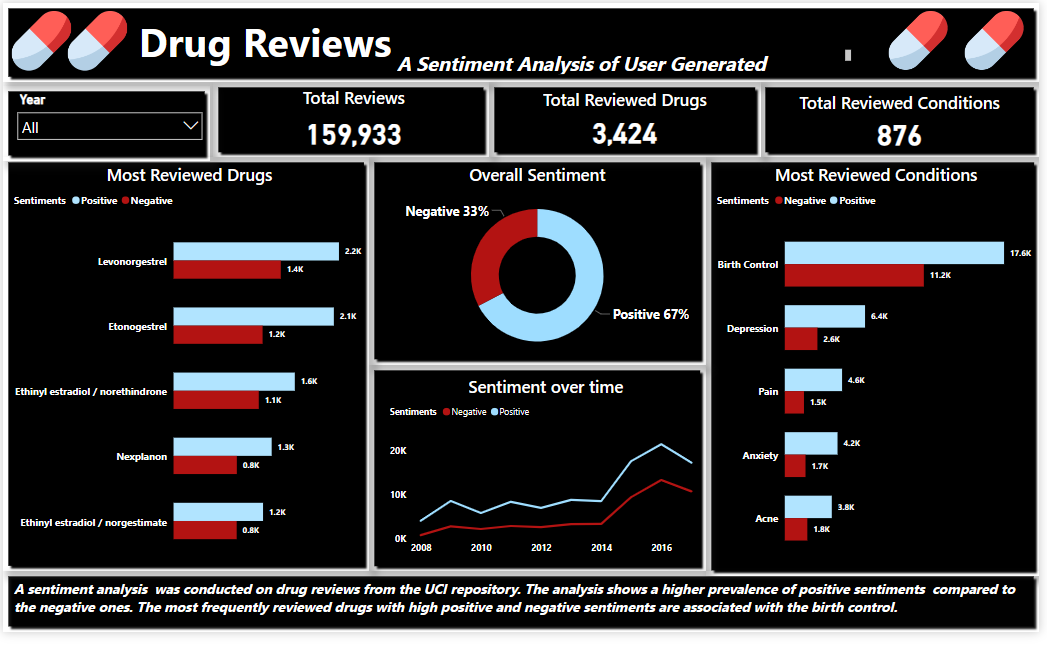 Drug Reviews
A Sentiment Analysis of User Generated
Year
All
Total Reviews
159,933
Total Reviewed Drugs
3,424
Total Reviewed Conditions
876
Most Reviewed Drugs
Sentiments Positive Negative
Levonorgestrel
2.2K
1.4K
Etonogestrel
2.1K
1.2K
Ethinyl estradiol / norethindrone
1.6K
1.1K
Nexplanon
1.3K
0.8K
Ethinyl estradiol / norgestimate
1.2K
0.8K
Overall Sentiment
Negative 33%
Positive 67%
Sentiment over time
Sentiments Negative Positive
20K
10K
0K
2008 2010 2012 2014 2016
Most Reviewed Conditions
Sentiments Negative Positive
Birth Control
17.6K
11.2K
Depression
6.4K
2.6K
Pain
4.6K
1.5K
Anxiety
4.2K
1.7K
Acne
3.8K
1.8K
A sentiment analysis was conducted on drug reviews from the UCI repository. The analysis shows a higher prevalence of positive sentiments compared to
the negative ones. The most frequently reviewed drugs with high positive and negative sentiments are associated with the birth control.